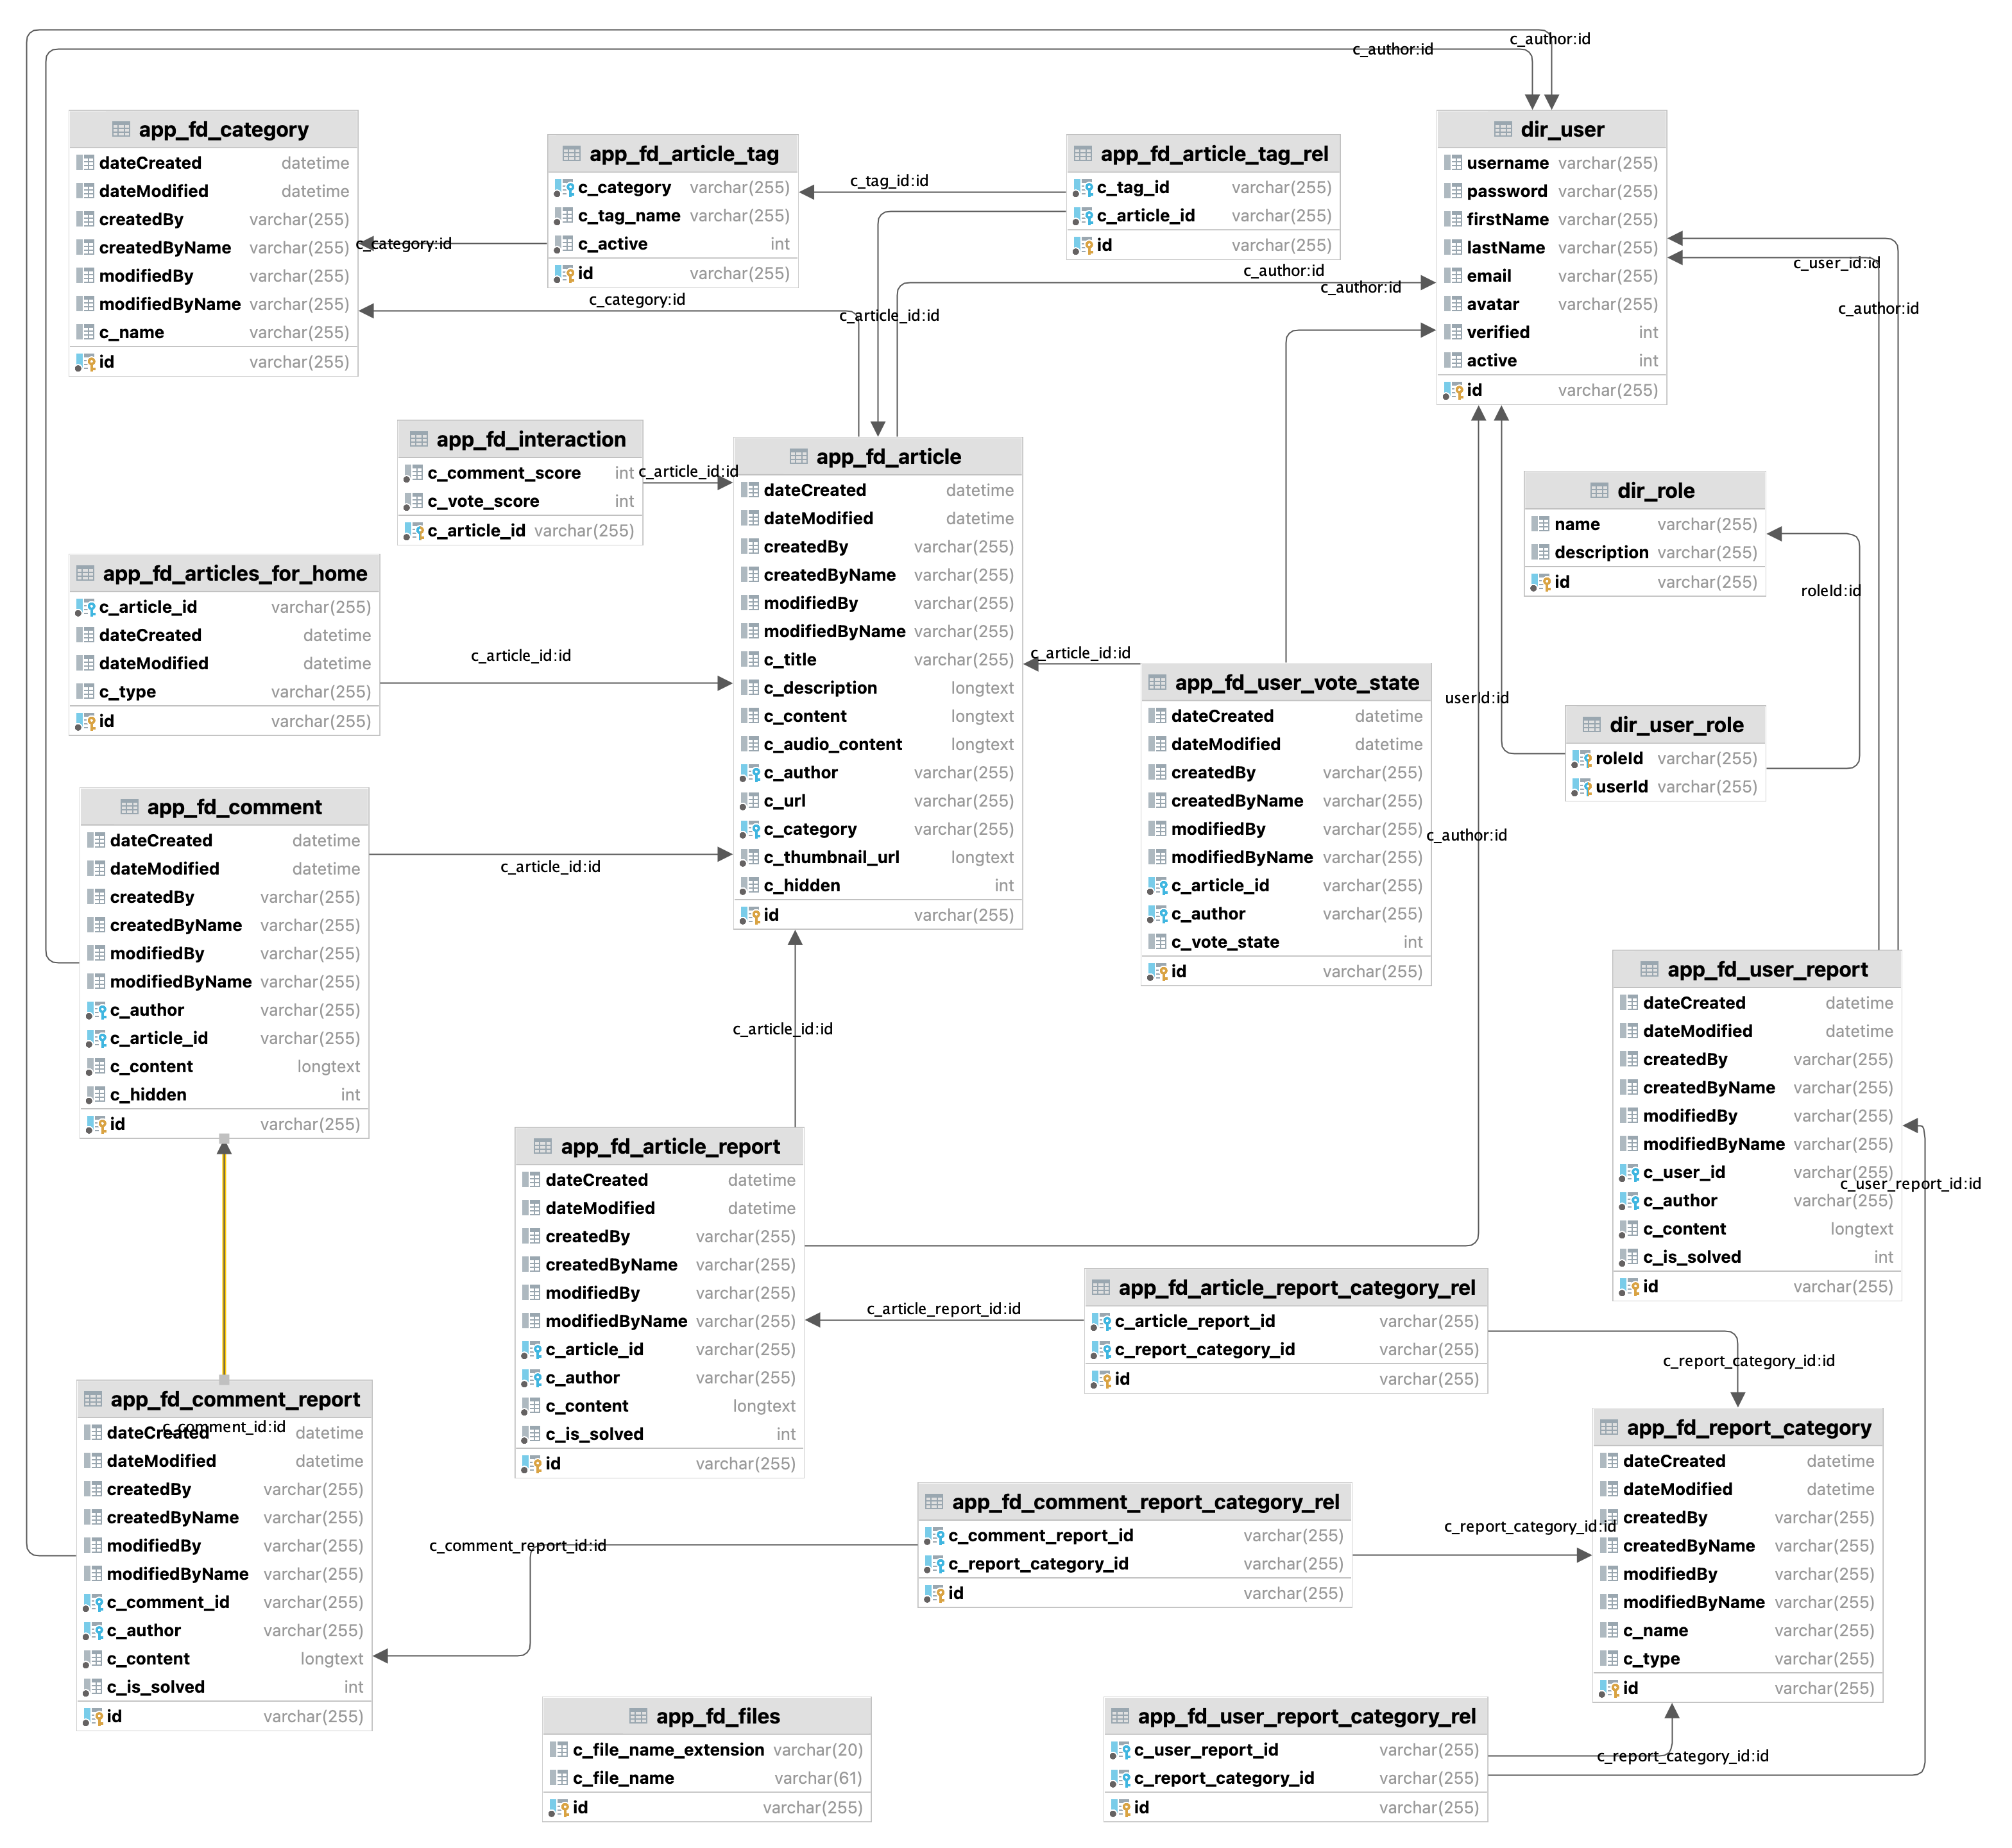 c_author:id
c_author:id
app_fd_category
dateCreated datetime
dateModified datetime
createdBy varchar(255)
createdByName varchar(255)
modifiedBy varchar(255)
modifiedByName varchar(255)
c_name varchar(255)
id varchar(255)
app_fd_article_tag
c_category varchar(255)
c_tag_name varchar(255)
c_active int
id varchar(255)
app_fd_article_tag_rel
c_tag_id varchar(255)
c_article_id varchar(255)
id varchar(255)
dir_user
username varchar(255)
password varchar(255)
firstName varchar(255)
lastName varchar(255)
email varchar(255)
avatar varchar(255)
verified int
active int
id varchar(255)
c_tag_id:id
c_category:id
c_category:id
c_article_id:id
c_author:id
c_author:id
c_user_id:id
c_author:id
app_fd_interaction
c_comment_score int
c_vote_score int
c_article_id varchar(255)
c_article_id:id
app_fd_article
dateCreated datetime
dateModified datetime
createdBy varchar(255)
createdByName varchar(255)
modifiedBy varchar(255)
modifiedByName varchar(255)
c_title varchar(255)
c_description longtext
c_content longtext
c_audio_content longtext
c_author varchar(255)
c_url varchar(255)
c_category varchar(255)
c_thumbnail_url longtext
c_hidden int
id varchar(255)
dir_role
name varchar(255)
description varchar(255)
id varchar(255)
roleId:id
app_fd_articles_for_home
c_article_id varchar(255)
dateCreated datetime
dateModified datetime
c_type varchar(255)
id varchar(255)
c_article_id:id
c_article_id:id
app_fd_user_vote_state
dateCreated datetime
dateModified datetime
createdBy varchar(255)
createdByName varchar(255)
modifiedBy varchar(255)
modifiedByName varchar(255)
c_article_id varchar(255)
c_author varchar(255)
c_vote_state int
id varchar(255)
userId:id
dir_user_role
roleId varchar(255)
userId varchar(255)
c_author:id
app_fd_comment
dateCreated datetime
dateModified datetime
createdBy varchar(255)
createdByName varchar(255)
modifiedBy varchar(255)
modifiedByName varchar(255)
c_author varchar(255)
c_article_id varchar(255)
c_content longtext
c_hidden int
id varchar(255)
c_article_id:id
c_article_id:id
app_fd_user_report
dateCreated datetime
dateModified datetime
createdBy varchar(255)
createdByName varchar(255)
modifiedBy varchar(255)
modifiedByName varchar(255)
c_user_id varchar(255)
c_author varchar(255)
c_content longtext
c_is_solved int
id varchar(255)
c_user_report_id:id
app_fd_article_report
dateCreated datetime
dateModified datetime
createdBy varchar(255)
createdByName varchar(255)
modifiedBy varchar(255)
modifiedByName varchar(255)
c_article_id varchar(255)
c_author varchar(255)
c_content longtext
c_is_solved int
id varchar(255)
c_article_report_id:id
app_fd_article_report_category_rel
c_article_report_id varchar(255)
c_report_category_id varchar(255)
id varchar(255)
c_report_category_id:id
app_fd_comment_report
c_comment_id:id
dateCreated datetime
dateModified datetime
createdBy varchar(255)
createdByName varchar(255)
modifiedBy varchar(255)
modifiedByName varchar(255)
c_comment_id varchar(255)
c_author varchar(255)
c_content longtext
c_is_solved int
id varchar(255)
c_comment_report_id:id
app_fd_comment_report_category_rel
c_comment_report_id varchar(255)
c_report_category_id varchar(255)
id varchar(255)
c_report_category_id:id
app_fd_report_category
dateCreated datetime
dateModified datetime
createdBy varchar(255)
createdByName varchar(255)
modifiedBy varchar(255)
modifiedByName varchar(255)
c_name varchar(255)
c_type varchar(255)
id varchar(255)
app_fd_files
c_file_name_extension varchar(20)
c_file_name varchar(61)
id varchar(255)
app_fd_user_report_category_rel
c_user_report_id varchar(255)
c_report_category_id varchar(255)
id varchar(255)
c_report_category_id:id